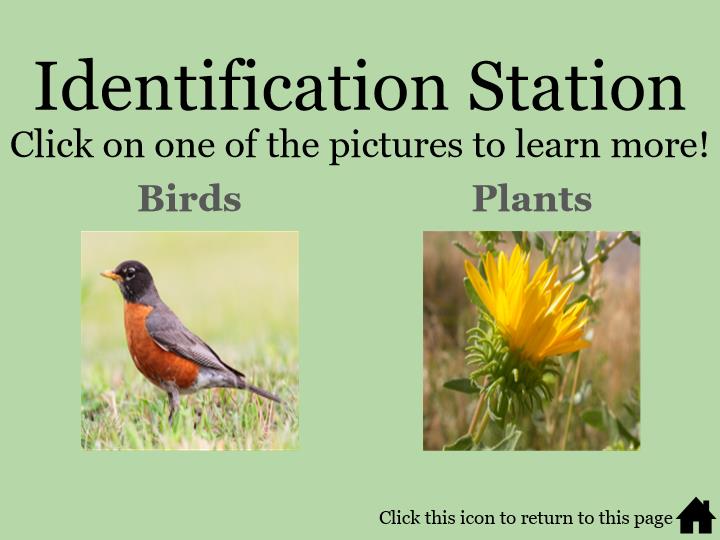 Identification Station
Click on one of the pictures to learn more!
Birds
Plants
Click this icon to return to this page